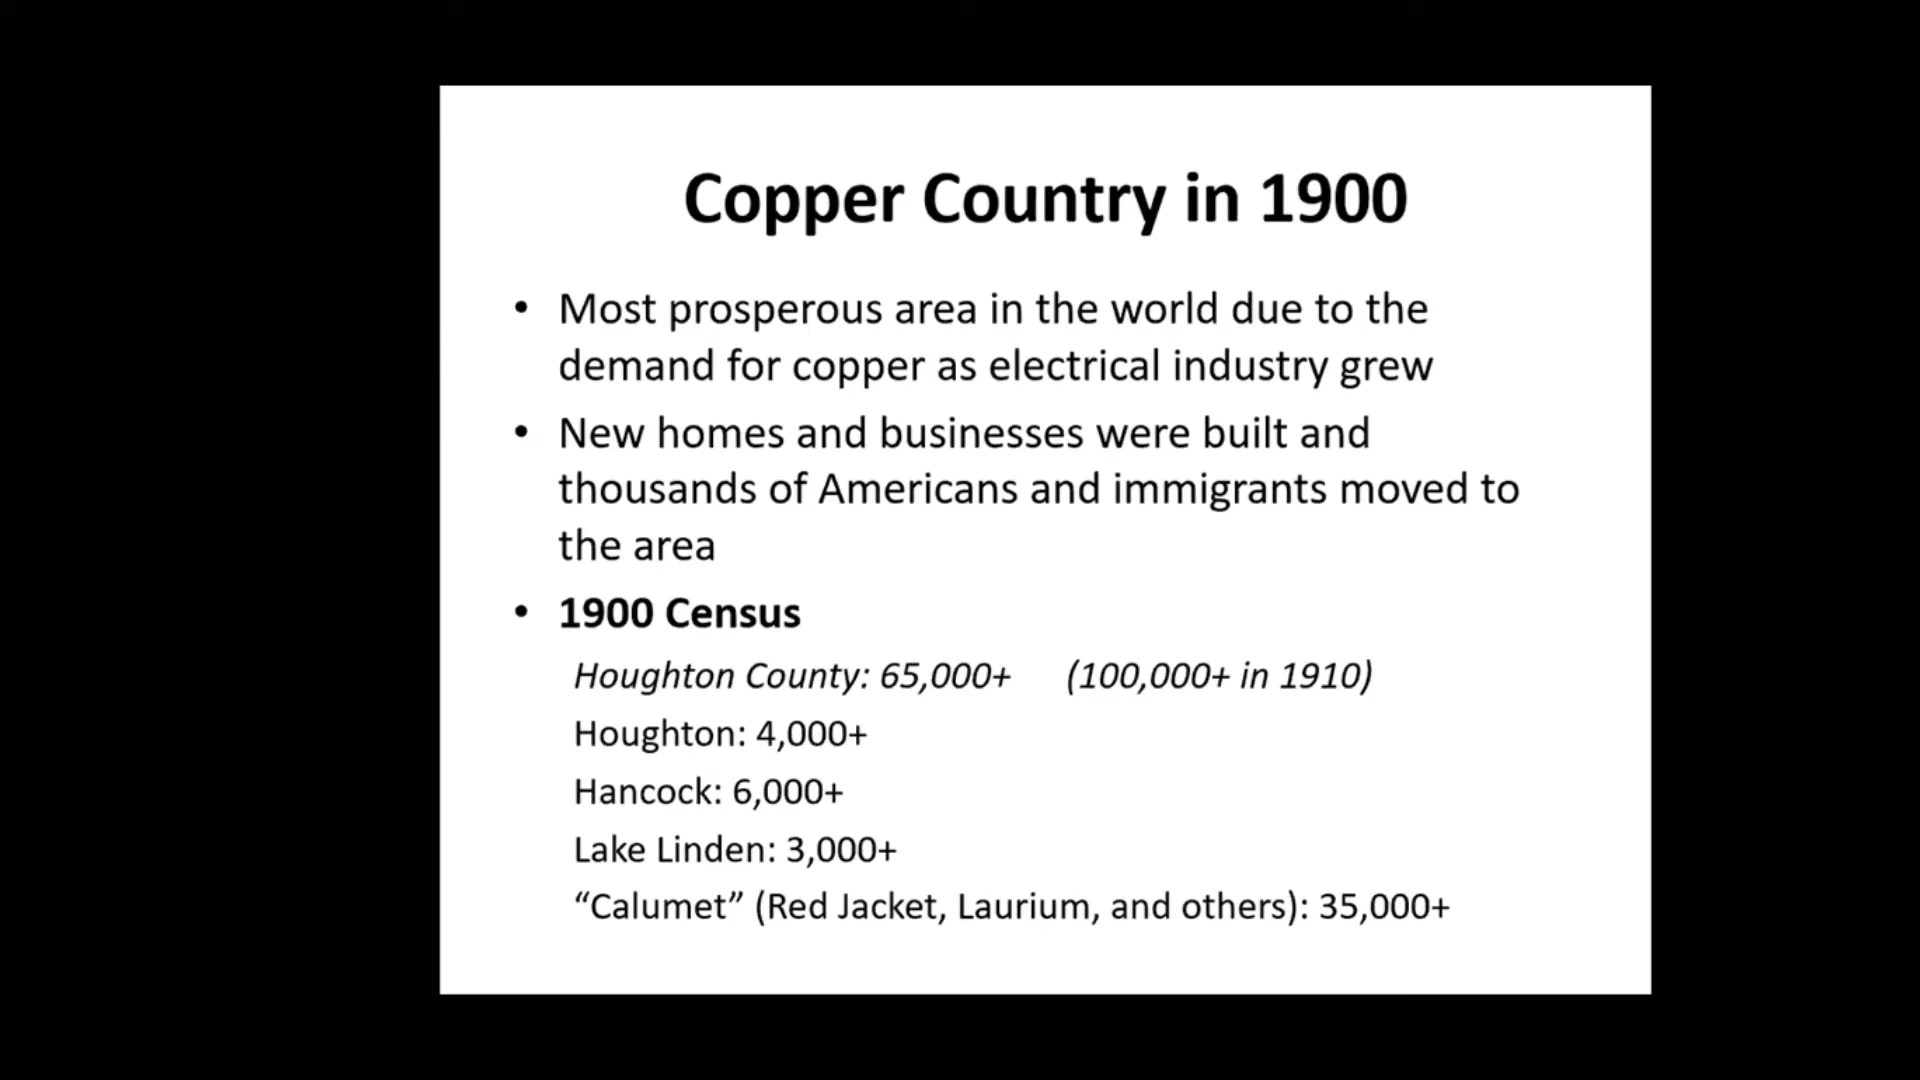 Copper Country in 1900
• Most prosperous area in the world due to the
demand for copper as electrical industry grew
• New homes and businesses were built and
thousands of Americans and immigrants moved to
the area
• 1900 Census
Houghton County: 65,000+ (100,000+ in 1910)
Houghton: 4,000+
Hancock: 6,000+
Lake Linden: 3,000+
“Calumet” (Red Jacket, Laurium, and others): 35,000+